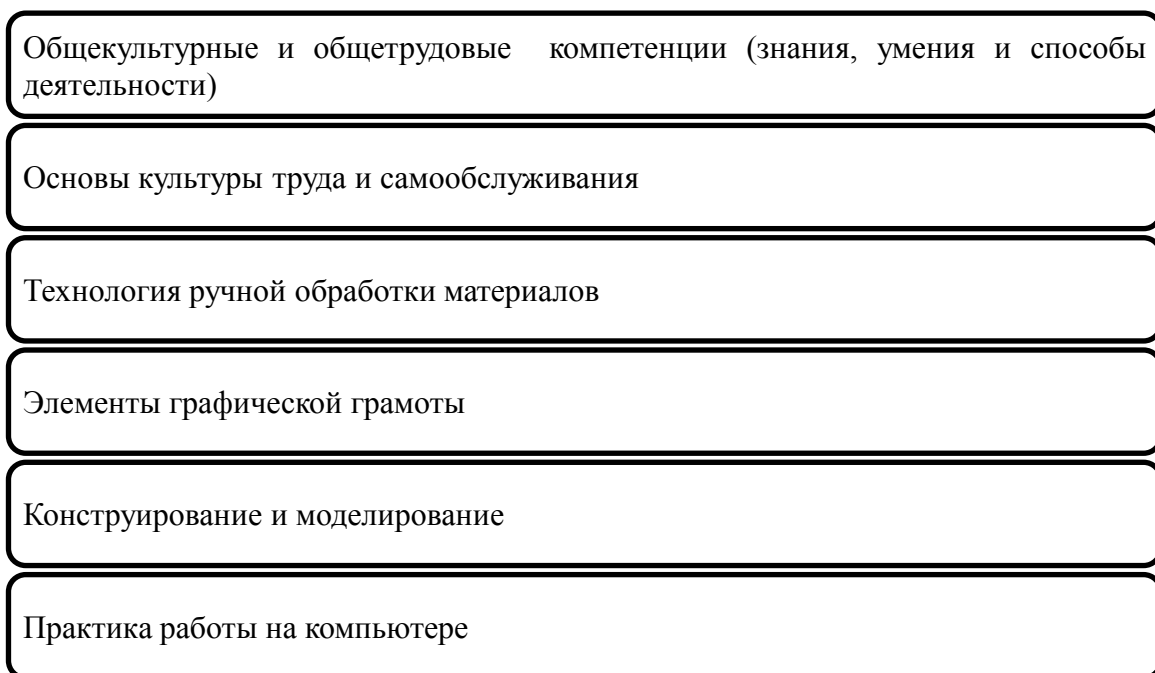 Общекультурные и общетрудовые компетенции (знания, умения и способы
деятельности)
Основы культуры труда и самообслуживания
Технология ручной обработки материалов
Элементы графической грамоты
Конструирование и моделирование
Практика работы на компьютере